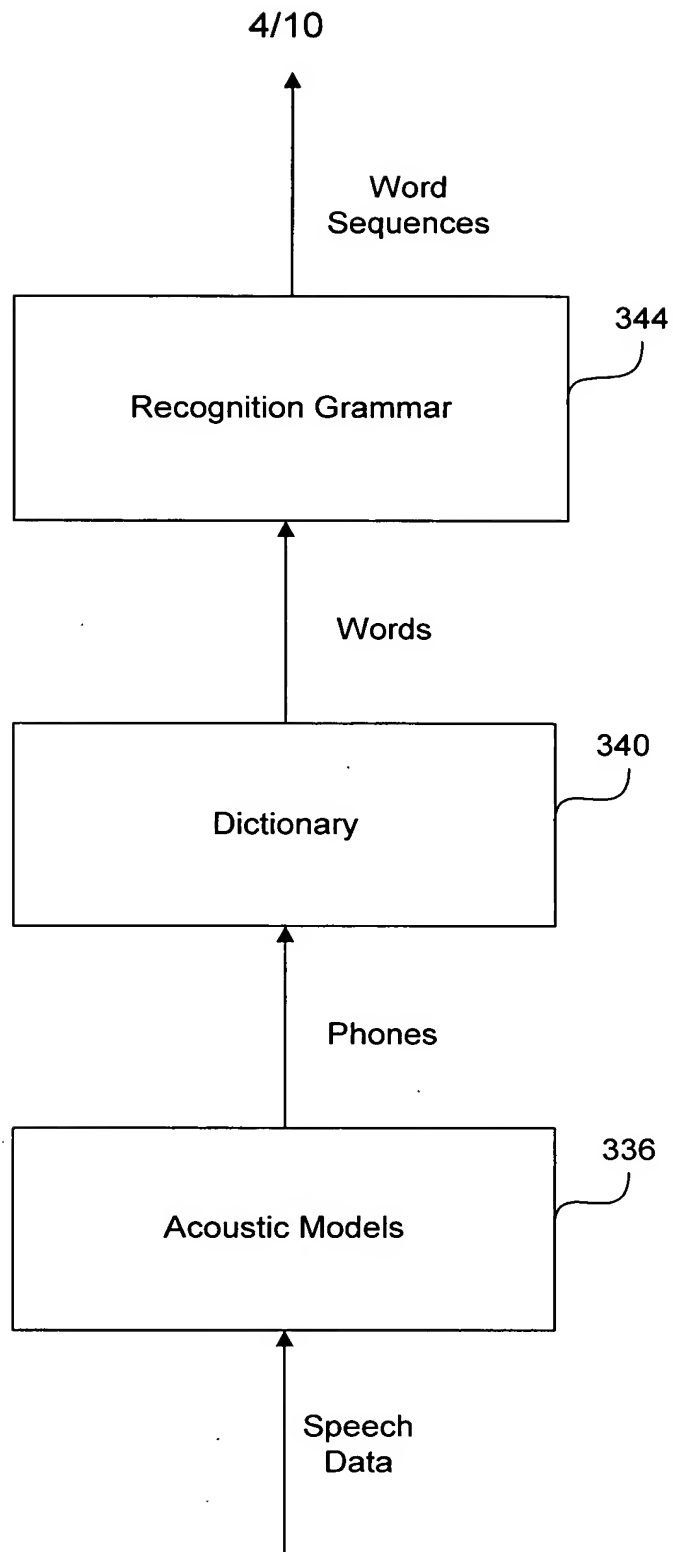 4/10
Word
Sequences
344
Recognition Grammar
Words
340
Dictionary
Phones
336
Acoustic Models
Speech
Data